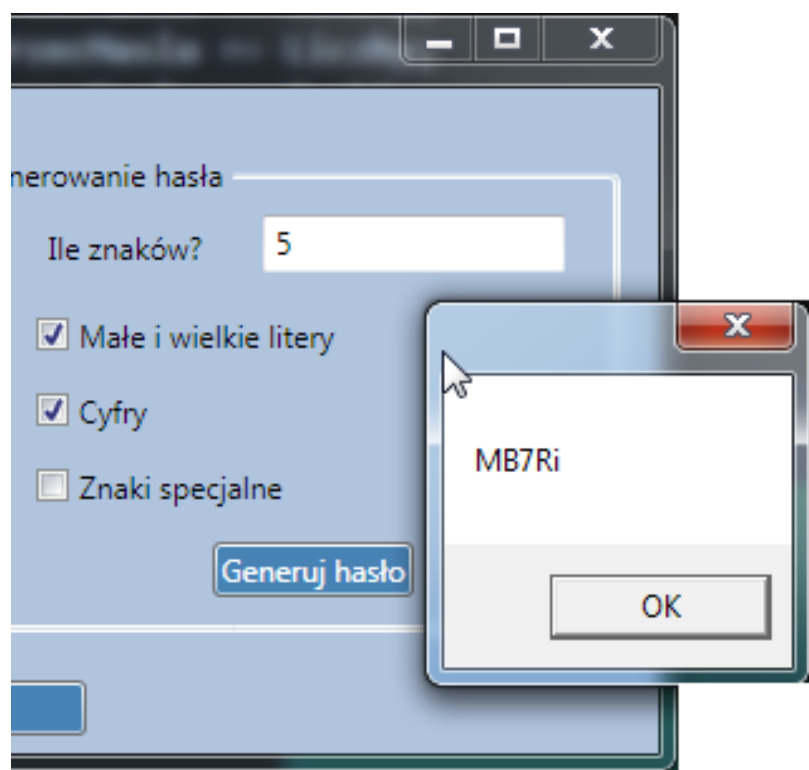 nerowanie hasła
Ile znaków?
5
Małe i wielkie litery
Cyfry
Znaki specjalne
Generuj hasło
MB7Ri
OK